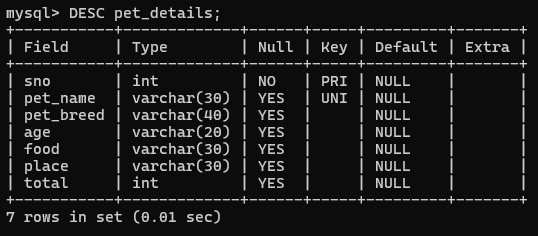 mysql> DESC pet_details;
+-----------+-------------+------+-----+---------+-------+
| Field     | Type        | Null | Key | Default | Extra |
+-----------+-------------+------+-----+---------+-------+
| sno       | int         | NO   | PRI | NULL    |       |
| pet_name  | varchar(30) | YES  | UNI | NULL    |       |
| pet_breed | varchar(40) | YES  |     | NULL    |       |
| age       | varchar(20) | YES  |     | NULL    |       |
| food      | varchar(30) | YES  |     | NULL    |       |
| place     | varchar(30) | YES  |     | NULL    |       |
| total     | int         | YES  |     | NULL    |       |
+-----------+-------------+------+-----+---------+-------+
7 rows in set (0.01 sec)